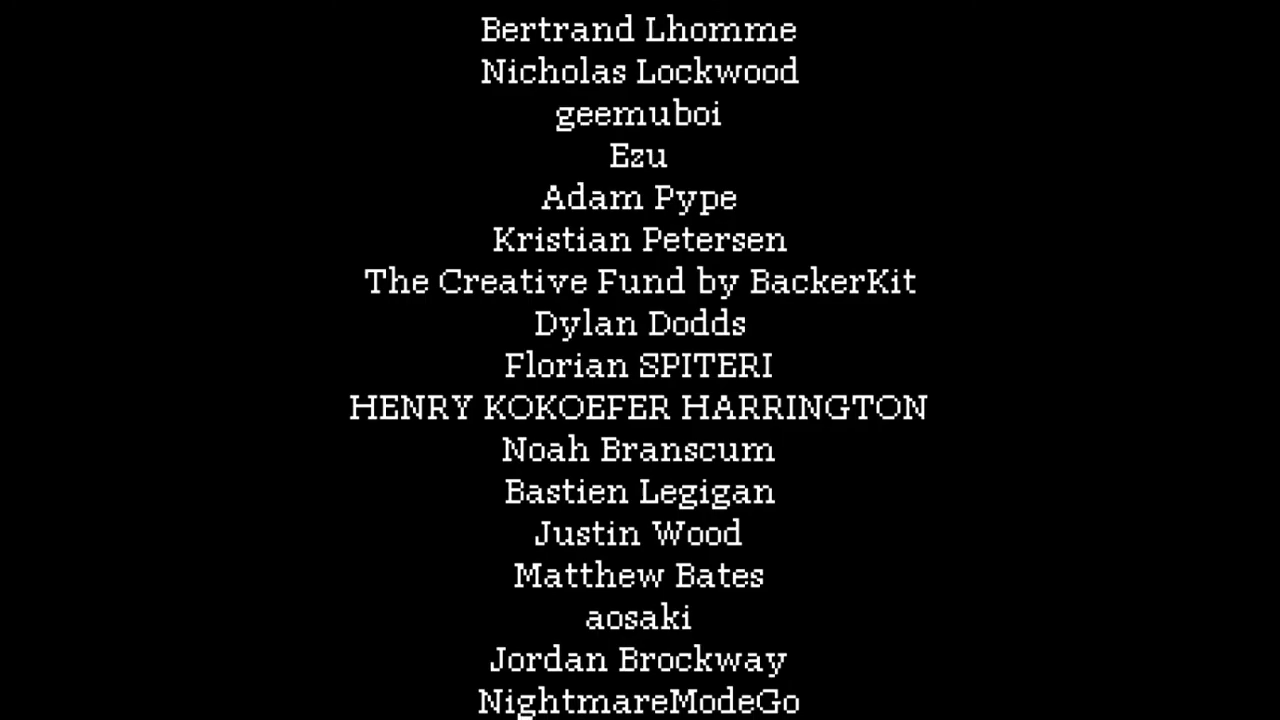 Bertrand Lhomme
Nicholas Lockwood
geemuboi
Ezu
Adam Pype
Kristian Petersen
The Creative Fund by BackerKit
Dylan Dodds
Florian SPITERI
HENRY KOKOEFER HARRINGTON
Noah Branscum
Bastien Legigan
Justin Wood
Matthew Bates
aosaki
Jordan Brockway
NightmareModeGo